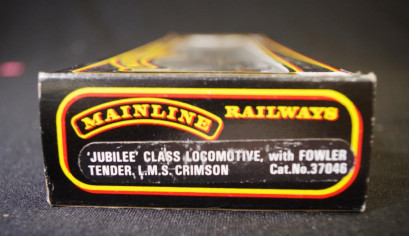 MAINLINE RAILWAYS
'JUBILEE' CLASS LOCOMOTIVE, with FOWLER
TENDER, L.M.S. CRIMSON Cat.No.37046